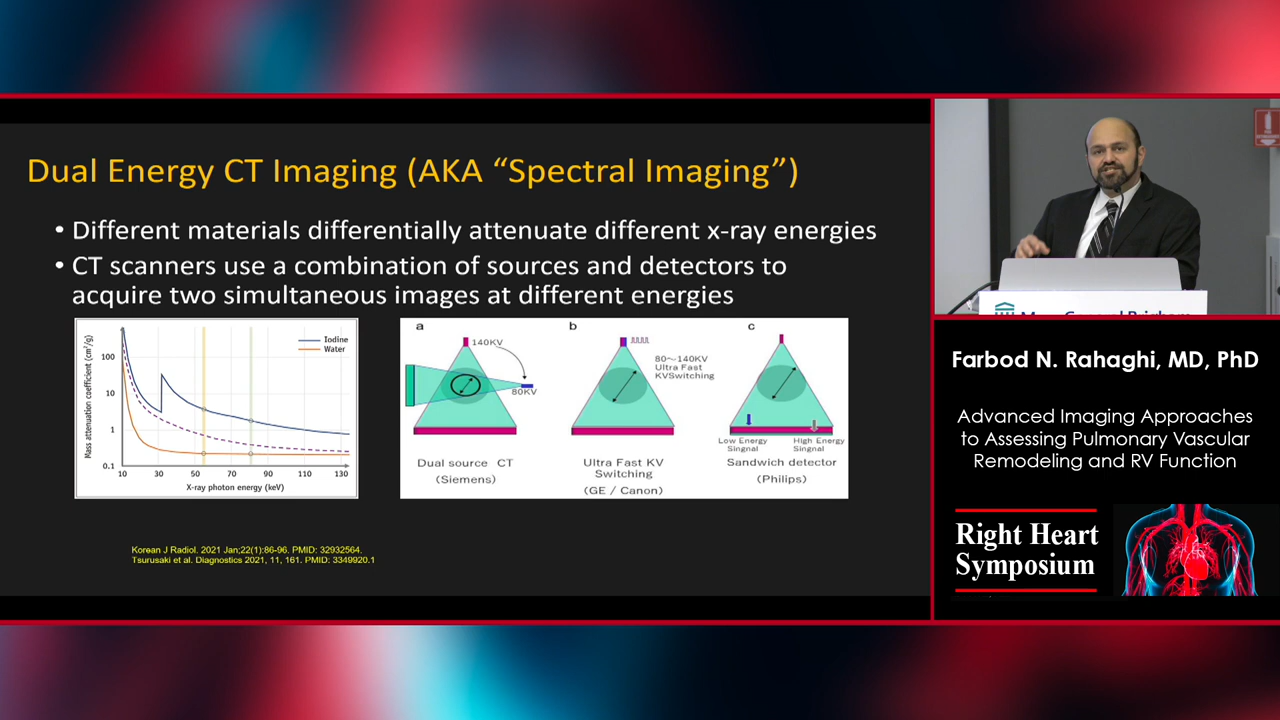 Dual Energy CT Imaging (AKA “Spectral Imaging”)
• Different materials differentially attenuate different x-ray energies
• CT scanners use a combination of sources and detectors to
acquire two simultaneous images at different energies
Mass attenuation coefficient (cm²/g)
100
10
1
0.1
10 30 50 70 90 110 130
X-ray photon energy (keV)
Iodine
Water
a
140KV
80KV
Dual source CT
(Siemens)
b
80～140KV
Ultra Fast
KVSwitching
Ultra Fast KV
Switching
(GE / Canon)
c
Low Energy
Singnal
High Energy
Singnal
Sandwich detector
(Philips)
Korean J Radiol. 2021 Jan;22(1):86-96. PMID: 32932564.
Tsurusaki et al. Diagnostics 2021, 11, 161. PMID: 3349920.1
Farbod N. Rahaghi, MD, PhD
Advanced Imaging Approaches
to Assessing Pulmonary Vascular
Remodeling and RV Function
Right Heart
Symposium